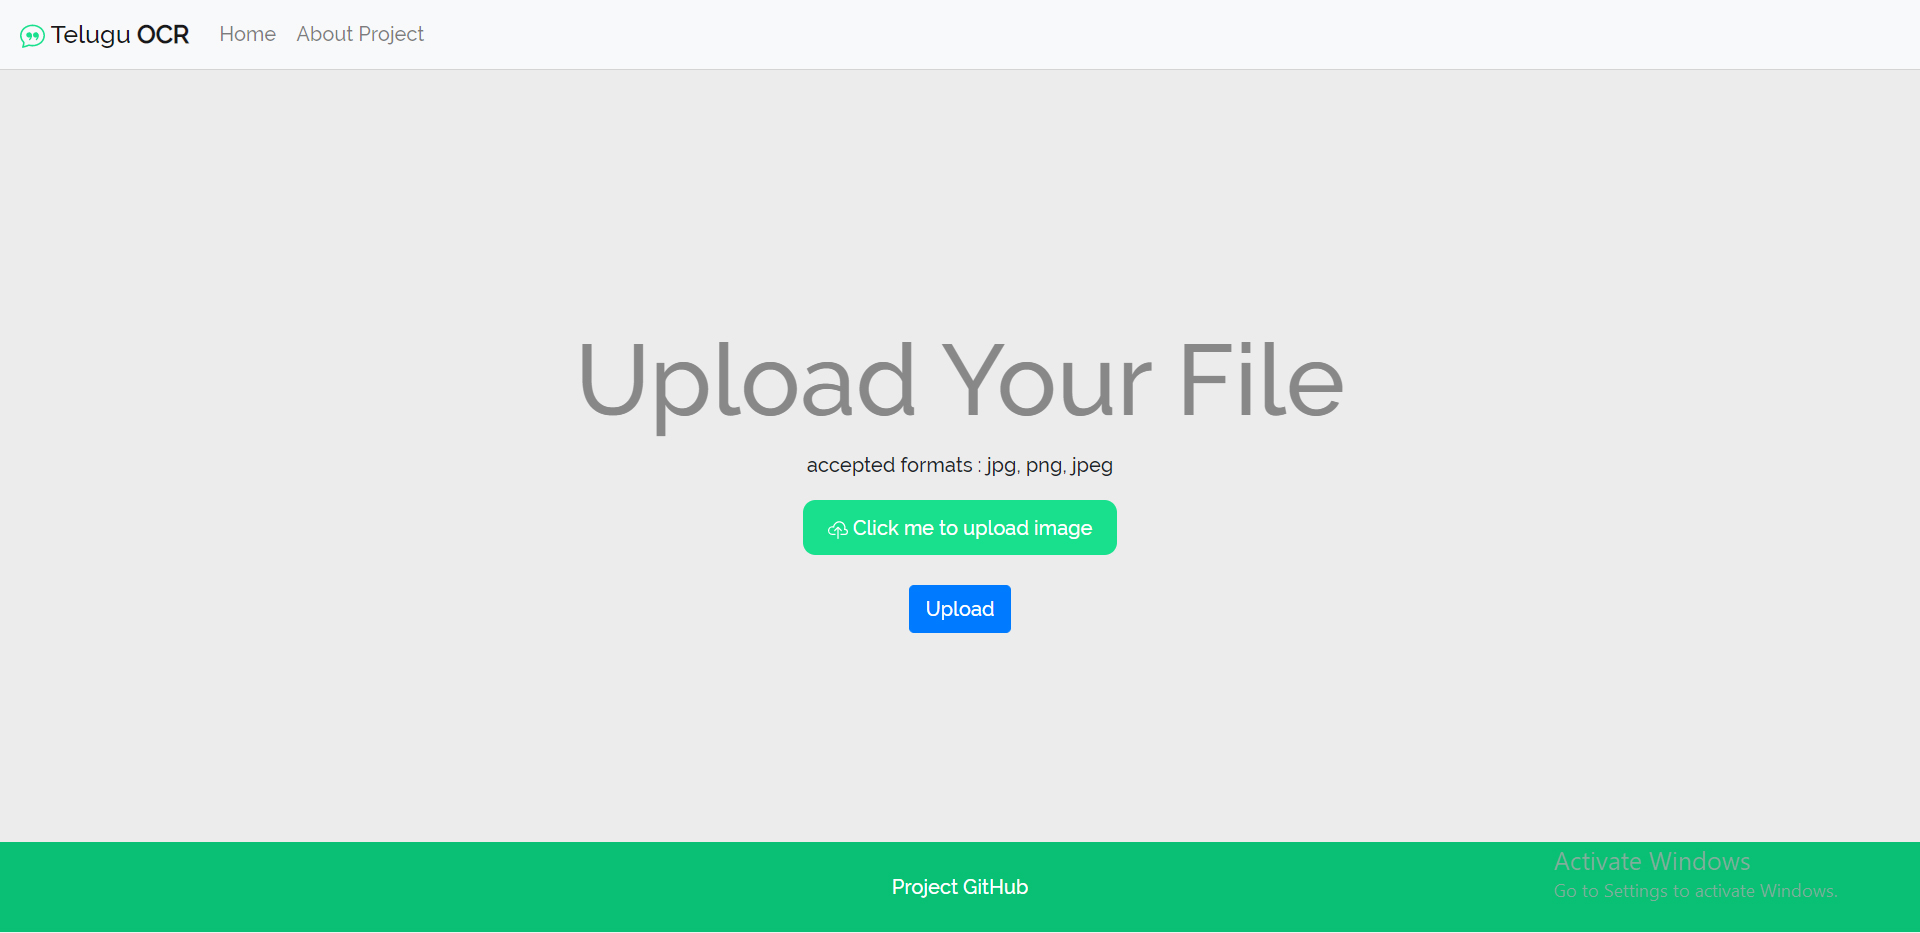 Telugu OCR Home About Project
Upload Your File
accepted formats : jpg, png, jpeg
Click me to upload image
Upload
Project GitHub
Activate Windows
Go to Settings to activate Windows.